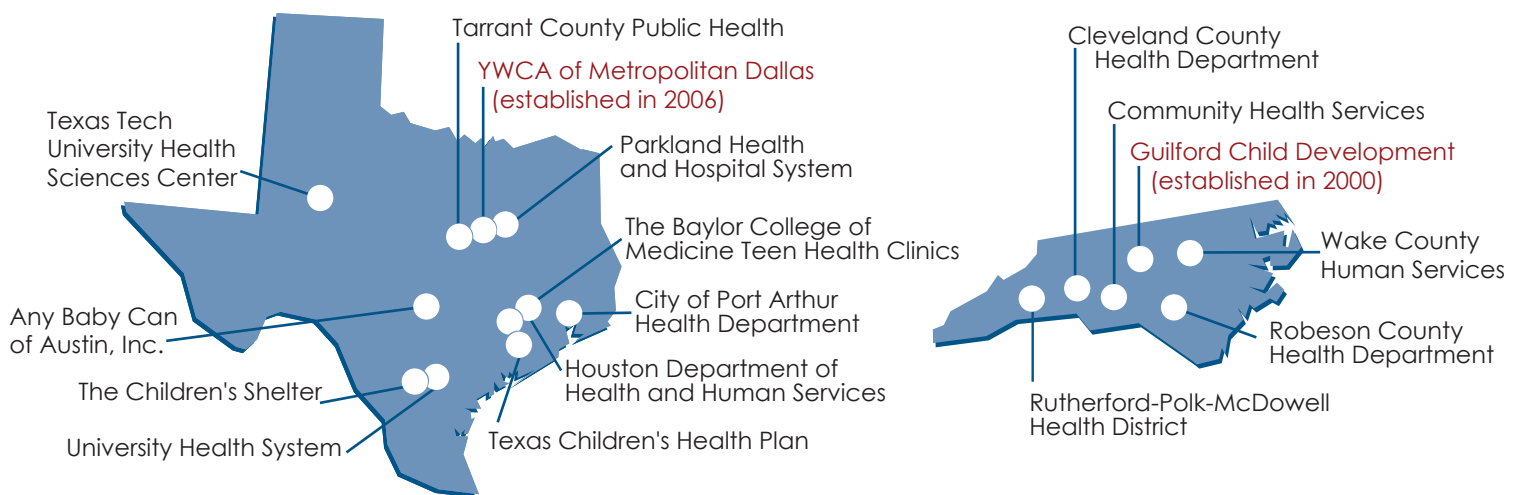 Tarrant County Public Health
YWCA of Metropolitan Dallas
(established in 2006)
Texas Tech
University Health
Sciences Center
Parkland Health
and Hospital System
The Baylor College of
Medicine Teen Health Clinics
City of Port Arthur
Health Department
Any Baby Can
of Austin, Inc.
Houston Department of
Health and Human Services
The Children's Shelter
University Health System
Texas Children's Health Plan
Cleveland County
Health Department
Community Health Services
Guilford Child Development
(established in 2000)
Wake County
Human Services
Robeson County
Health Department
Rutherford-Polk-McDowell
Health District